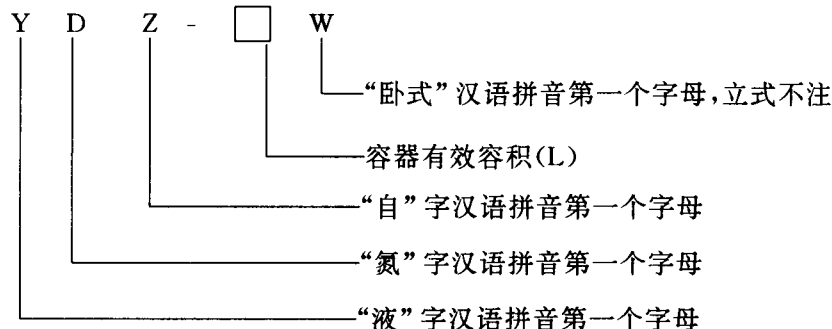 Y D Z - □ W
“卧式”汉语拼音第一个字母,立式不注
容器有效容积(L)
“自”字汉语拼音第一个字母
“氮”字汉语拼音第一个字母
“液”字汉语拼音第一个字母